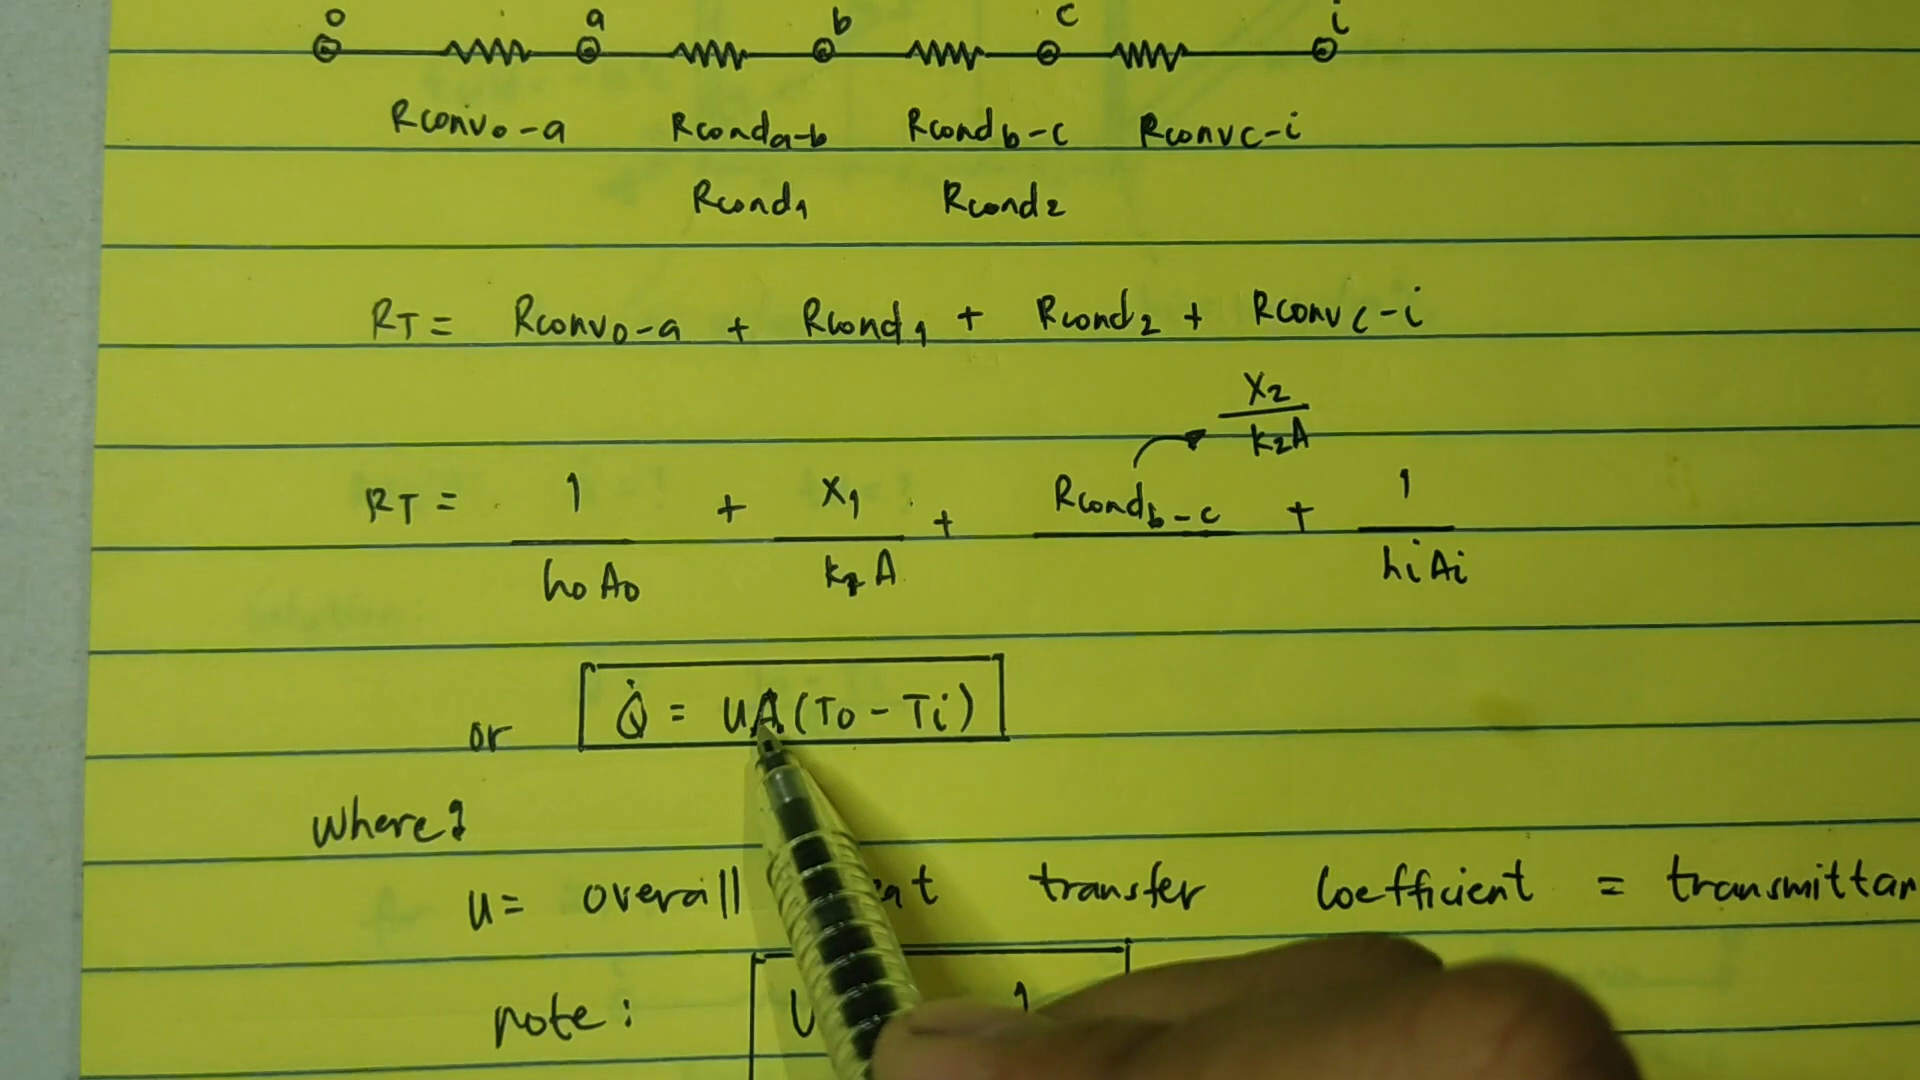 o a b c i
Rconvo-a Rconda-b Rcondb-c Rconvc-i
Rcond1 Rcond2
RT = Rconvo-a + Rcond1 + Rcond2 + Rconvc-i
X2
k2A
RT = 1 + X1 + Rcondb-c + 1
hoAo k1A hiAi
or Q̇ = UA(To - Ti)
where:
U = overall transfer coefficient =
note: U 1